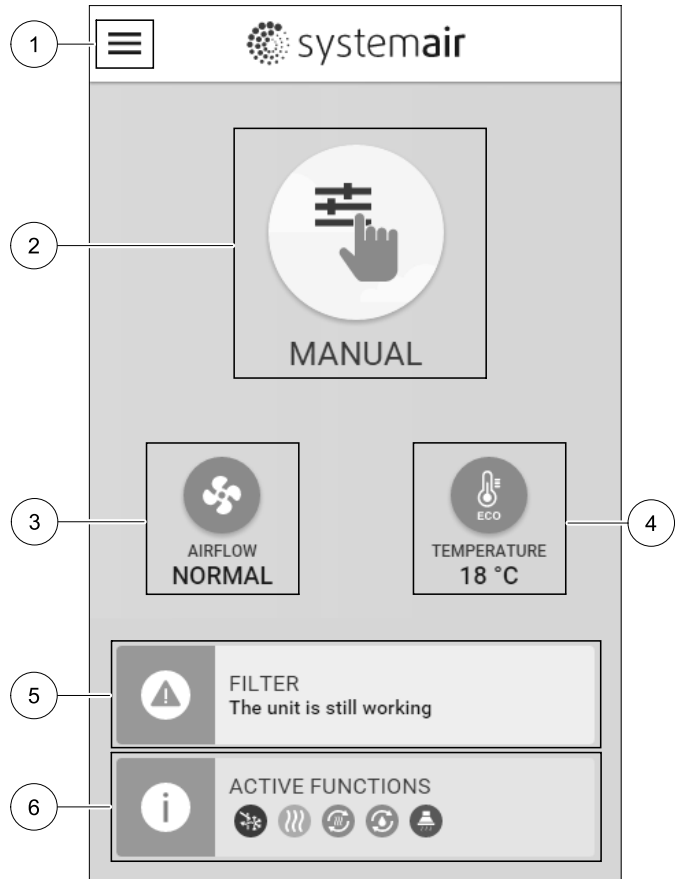 1
systemair
2
MANUAL
3
AIRFLOW
NORMAL
ECO
TEMPERATURE
18 °C
4
5
FILTER
The unit is still working
6
ACTIVE FUNCTIONS